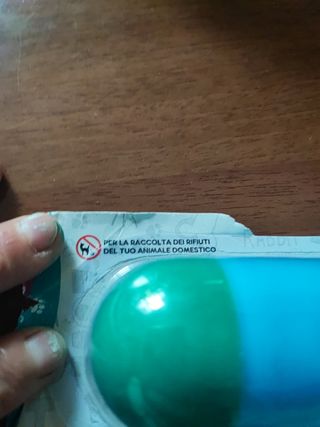 PER LA RACCOLTA DEI RIFIUTI
DEL TUO ANIMALE DOMESTICO